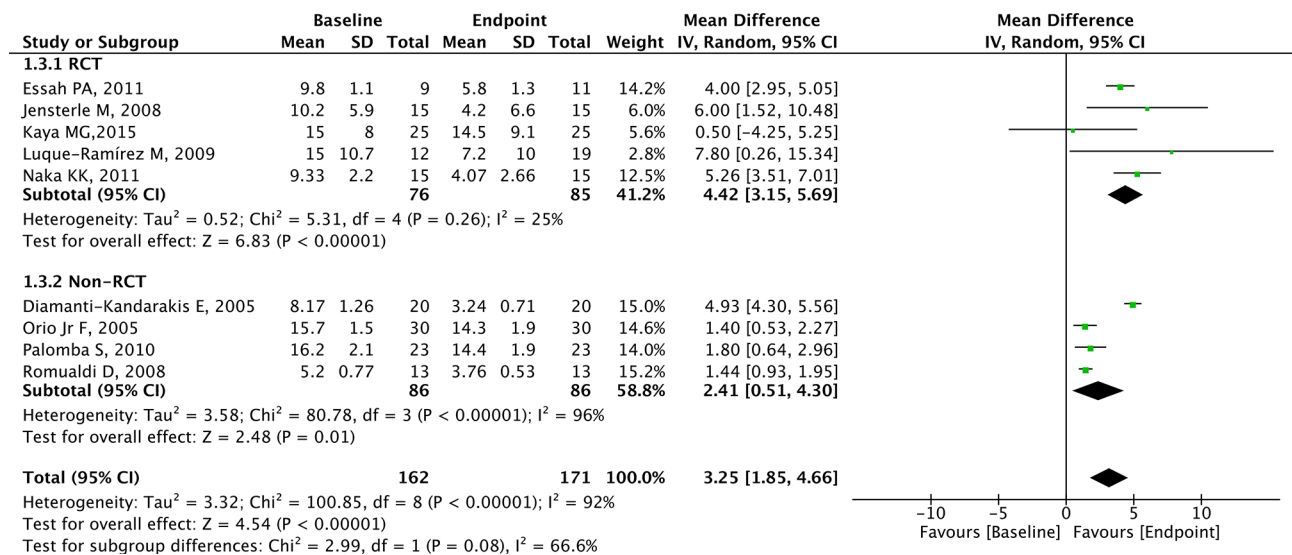 Baseline Endpoint Mean Difference Mean Difference
Study or Subgroup Mean SD Total Mean SD Total Weight IV, Random, 95% CI IV, Random, 95% CI
1.3.1 RCT
Essah PA, 2011 9.8 1.1 9 5.8 1.3 11 14.2% 4.00 [2.95, 5.05]
Jensterle M, 2008 10.2 5.9 15 4.2 6.6 15 6.0% 6.00 [1.52, 10.48]
Kaya MG,2015 15 8 25 14.5 9.1 25 5.6% 0.50 [−4.25, 5.25]
Luque-Ramírez M, 2009 15 10.7 12 7.2 10 19 2.8% 7.80 [0.26, 15.34]
Naka KK, 2011 9.33 2.2 15 4.07 2.66 15 12.5% 5.26 [3.51, 7.01]
Subtotal (95% CI) 76 85 41.2% 4.42 [3.15, 5.69]
Heterogeneity: Tau² = 0.52; Chi² = 5.31, df = 4 (P = 0.26); I² = 25%
Test for overall effect: Z = 6.83 (P < 0.00001)
1.3.2 Non-RCT
Diamanti-Kandarakis E, 2005 8.17 1.26 20 3.24 0.71 20 15.0% 4.93 [4.30, 5.56]
Orio Jr F, 2005 15.7 1.5 30 14.3 1.9 30 14.6% 1.40 [0.53, 2.27]
Palomba S, 2010 16.2 2.1 23 14.4 1.9 23 14.0% 1.80 [0.64, 2.96]
Romualdi D, 2008 5.2 0.77 13 3.76 0.53 13 15.2% 1.44 [0.93, 1.95]
Subtotal (95% CI) 86 86 58.8% 2.41 [0.51, 4.30]
Heterogeneity: Tau² = 3.58; Chi² = 80.78, df = 3 (P < 0.00001); I² = 96%
Test for overall effect: Z = 2.48 (P = 0.01)
Total (95% CI) 162 171 100.0% 3.25 [1.85, 4.66]
Heterogeneity: Tau² = 3.32; Chi² = 100.85, df = 8 (P < 0.00001); I² = 92%
Test for overall effect: Z = 4.54 (P < 0.00001)
Test for subgroup differences: Chi² = 2.99, df = 1 (P = 0.08), I² = 66.6%
−10 −5 0 5 10
Favours [Baseline] Favours [Endpoint]